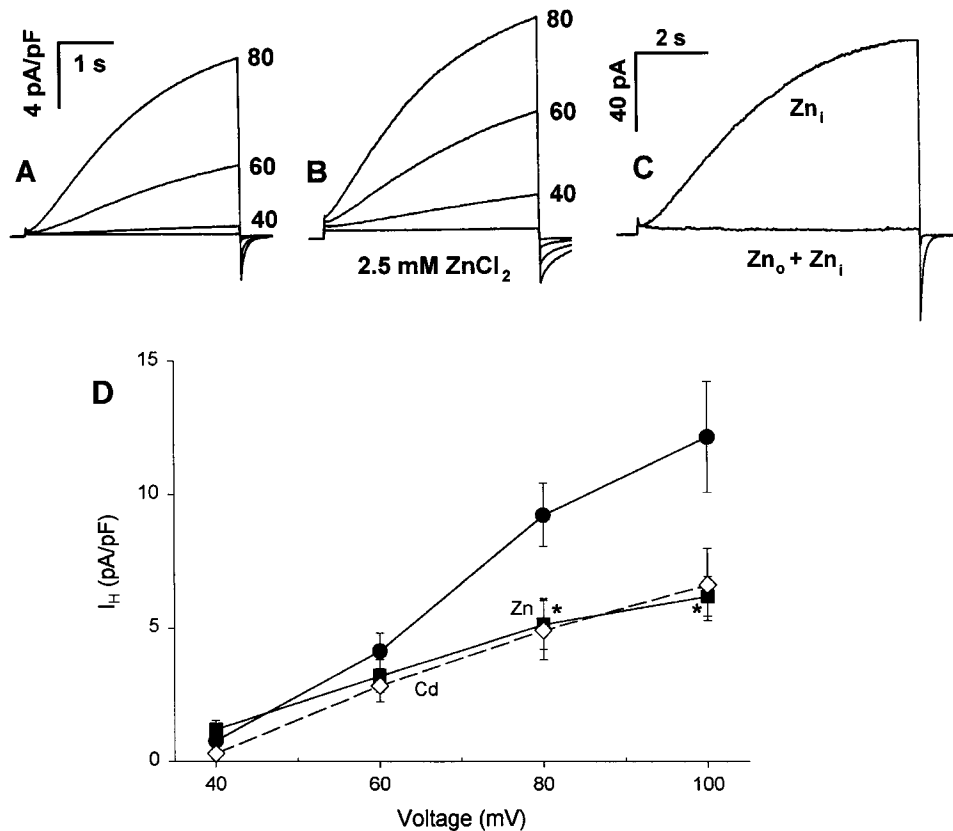 4 pA/pF
1 s
80
60
40
A
80
60
40
B
2.5 mM ZnCl2
2 s
40 pA
Zni
C
Zno + Zni
D
15
10
5
0
IH (pA/pF)
Zn
*
*
Cd
40
60
80
100
Voltage (mV)